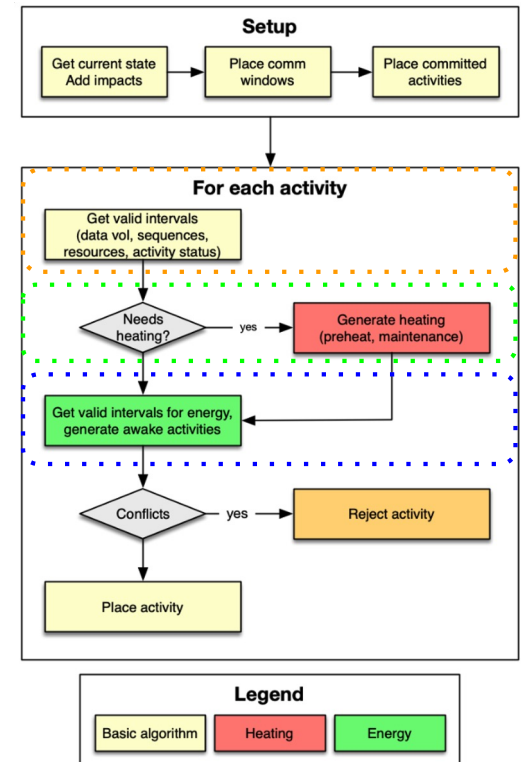 Setup
Get current state
Add impacts
Place comm
windows
Place committed
activities
For each activity
Get valid intervals
(data vol, sequences,
resources, activity status)
Needs
heating?
yes
Generate heating
(preheat, maintenance)
Get valid intervals for energy,
generate awake activities
Conflicts
yes
Reject activity
Place activity
Legend
Basic algorithm
Heating
Energy